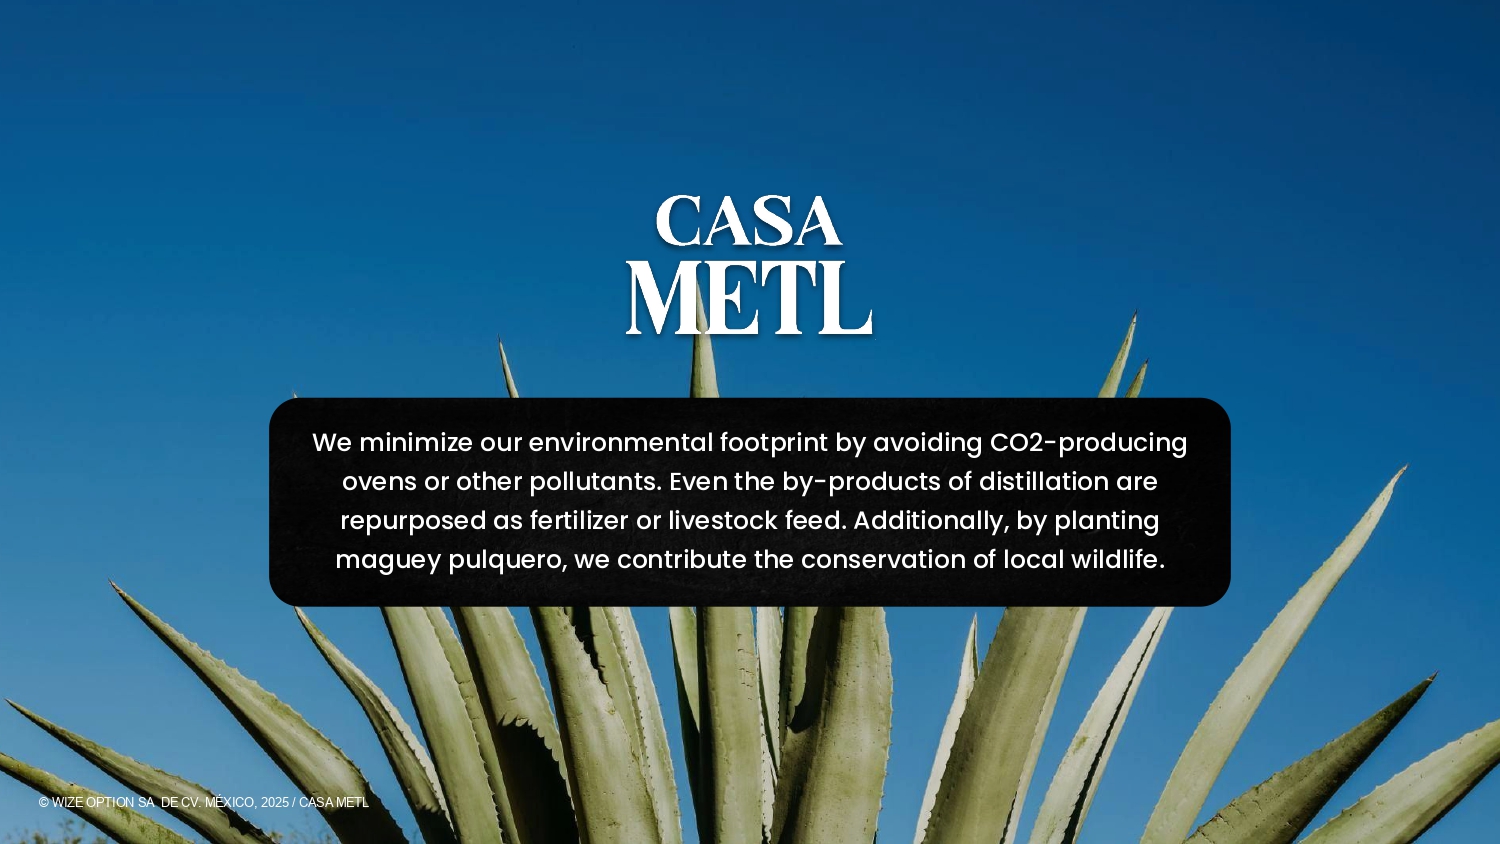 CASA
METL
We minimize our environmental footprint by avoiding CO2-producing
ovens or other pollutants. Even the by-products of distillation are
repurposed as fertilizer or livestock feed. Additionally, by planting
maguey pulquero, we contribute the conservation of local wildlife.
© WIZE OPTION SA. DE CV. MÉXICO, 2025 / CASA METL